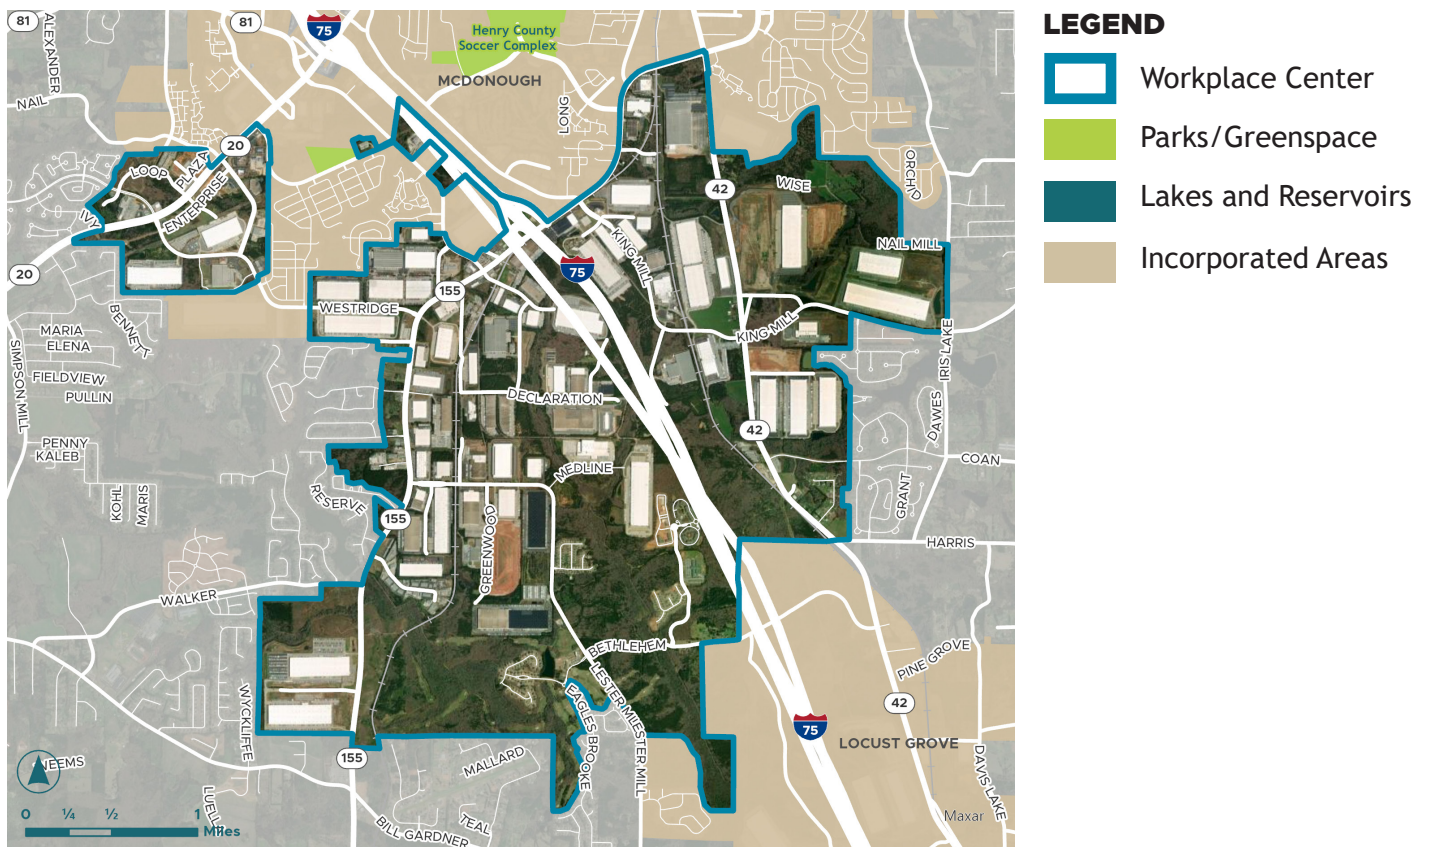 81
ALEXANDER
81
75
Henry County
Soccer Complex
MCDONOUGH
NAIL
LONG
20
PLAZA
LOOP
ENTERPRISE
IVY
20
42
WISE
ORCHID
NAIL MILL
KING MILL
75
155
WESTRIDGE
KING MILL
BENNETT
MARIA
ELENA
SIMPSON MILL
FIELDVIEW
PULLIN
IRIS LAKE
DECLARATION
DAWES
42
PENNY
KALEB
COAN
MEDLINE
KOHL
MARIS
RESERVE
GRANT
155
GREENWOOD
HARRIS
WALKER
BETHLEHEM
PINE GROVE
LESTER MILL
ESTER MILL
EAGLES BROOKE
WYCKLIFFE
42
75
LOCUST GROVE
155
MALLARD
DAVIS LAKE
LUELLA
TEAL
BILL GARDNER
Maxar
0 ¼ ½ 1
Miles
LEGEND
Workplace Center
Parks/Greenspace
Lakes and Reservoirs
Incorporated Areas